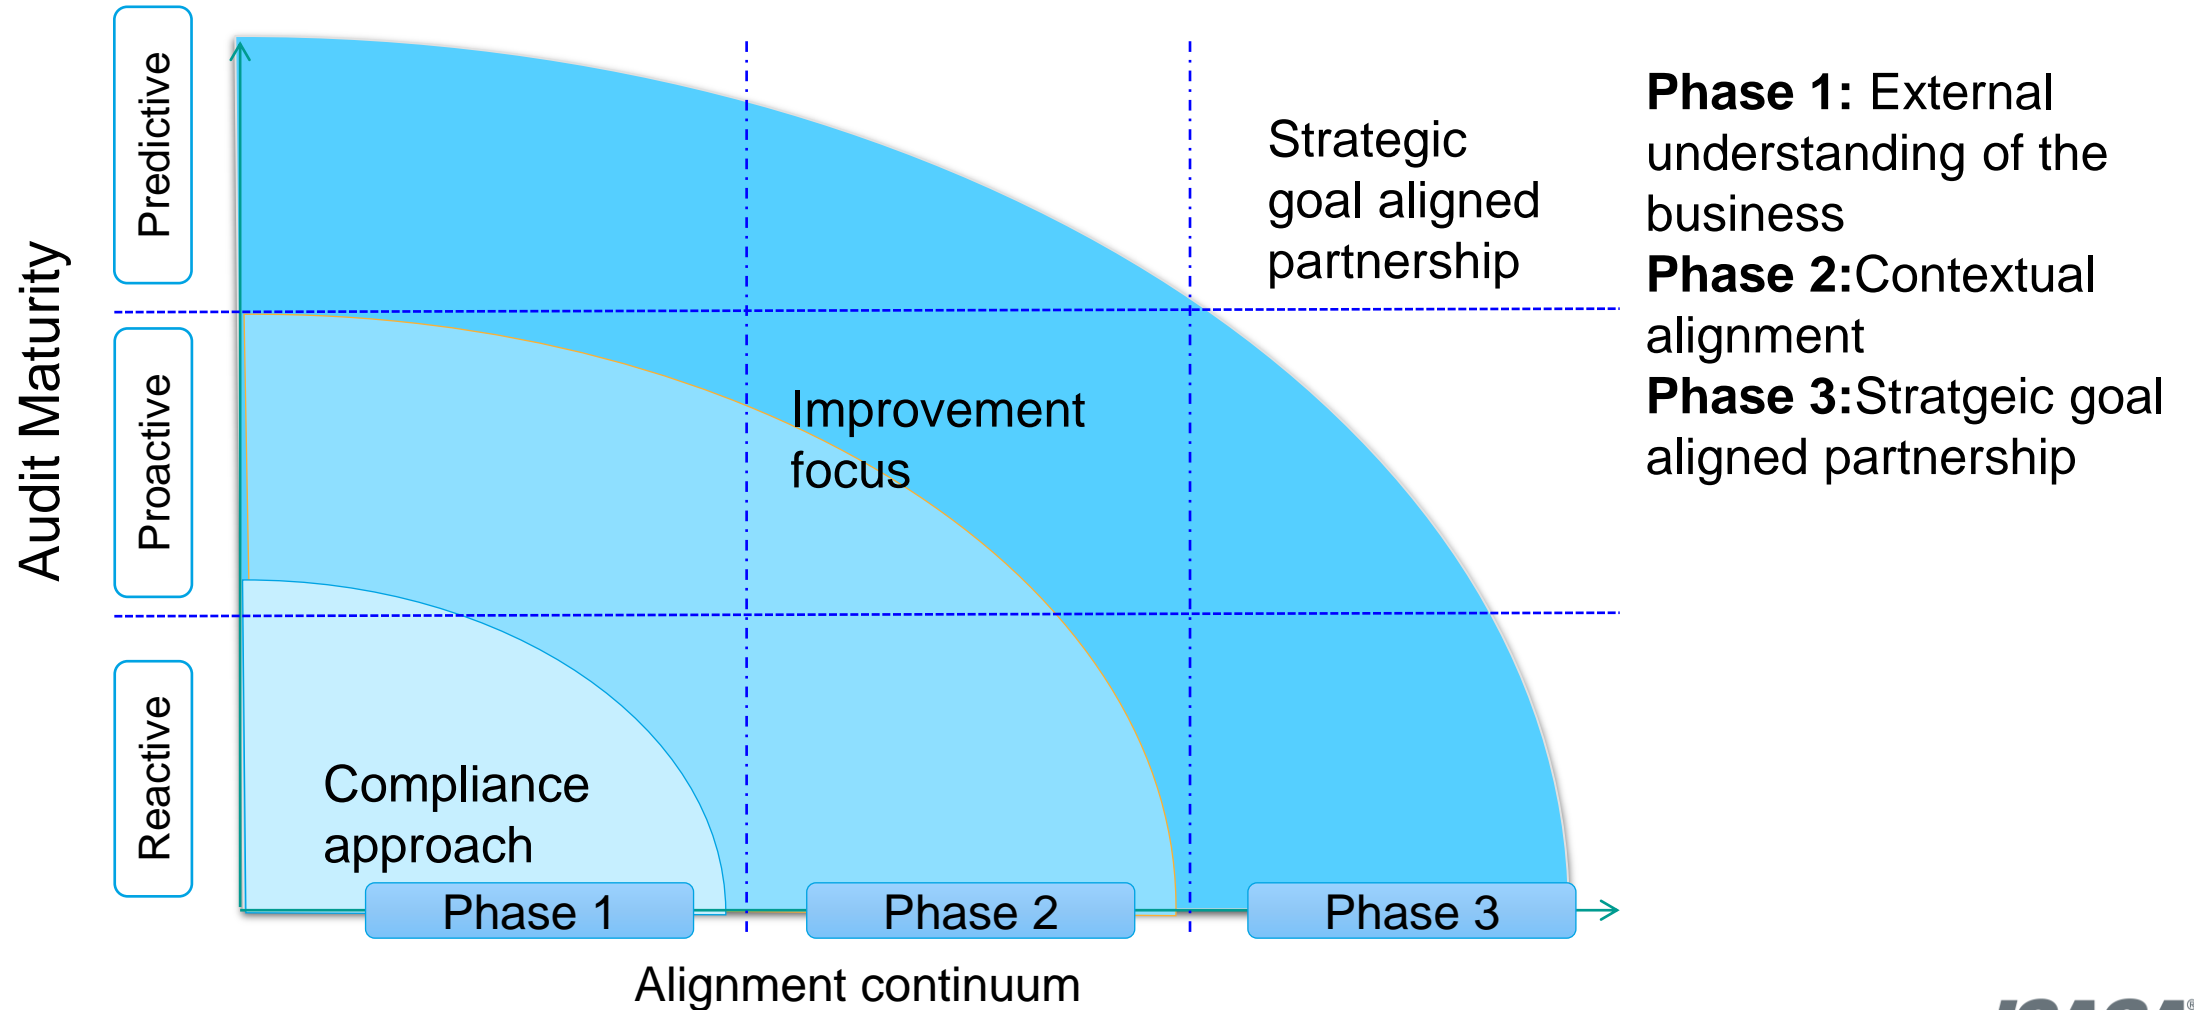 Audit Maturity
Predictive
Proactive
Reactive
Strategic
goal aligned
partnership
Improvement
focus
Compliance
approach
Phase 1
Phase 2
Phase 3
Alignment continuum
Phase 1: External
understanding of the
business
Phase 2:Contextual
alignment
Phase 3:Stratgeic goal
aligned partnership